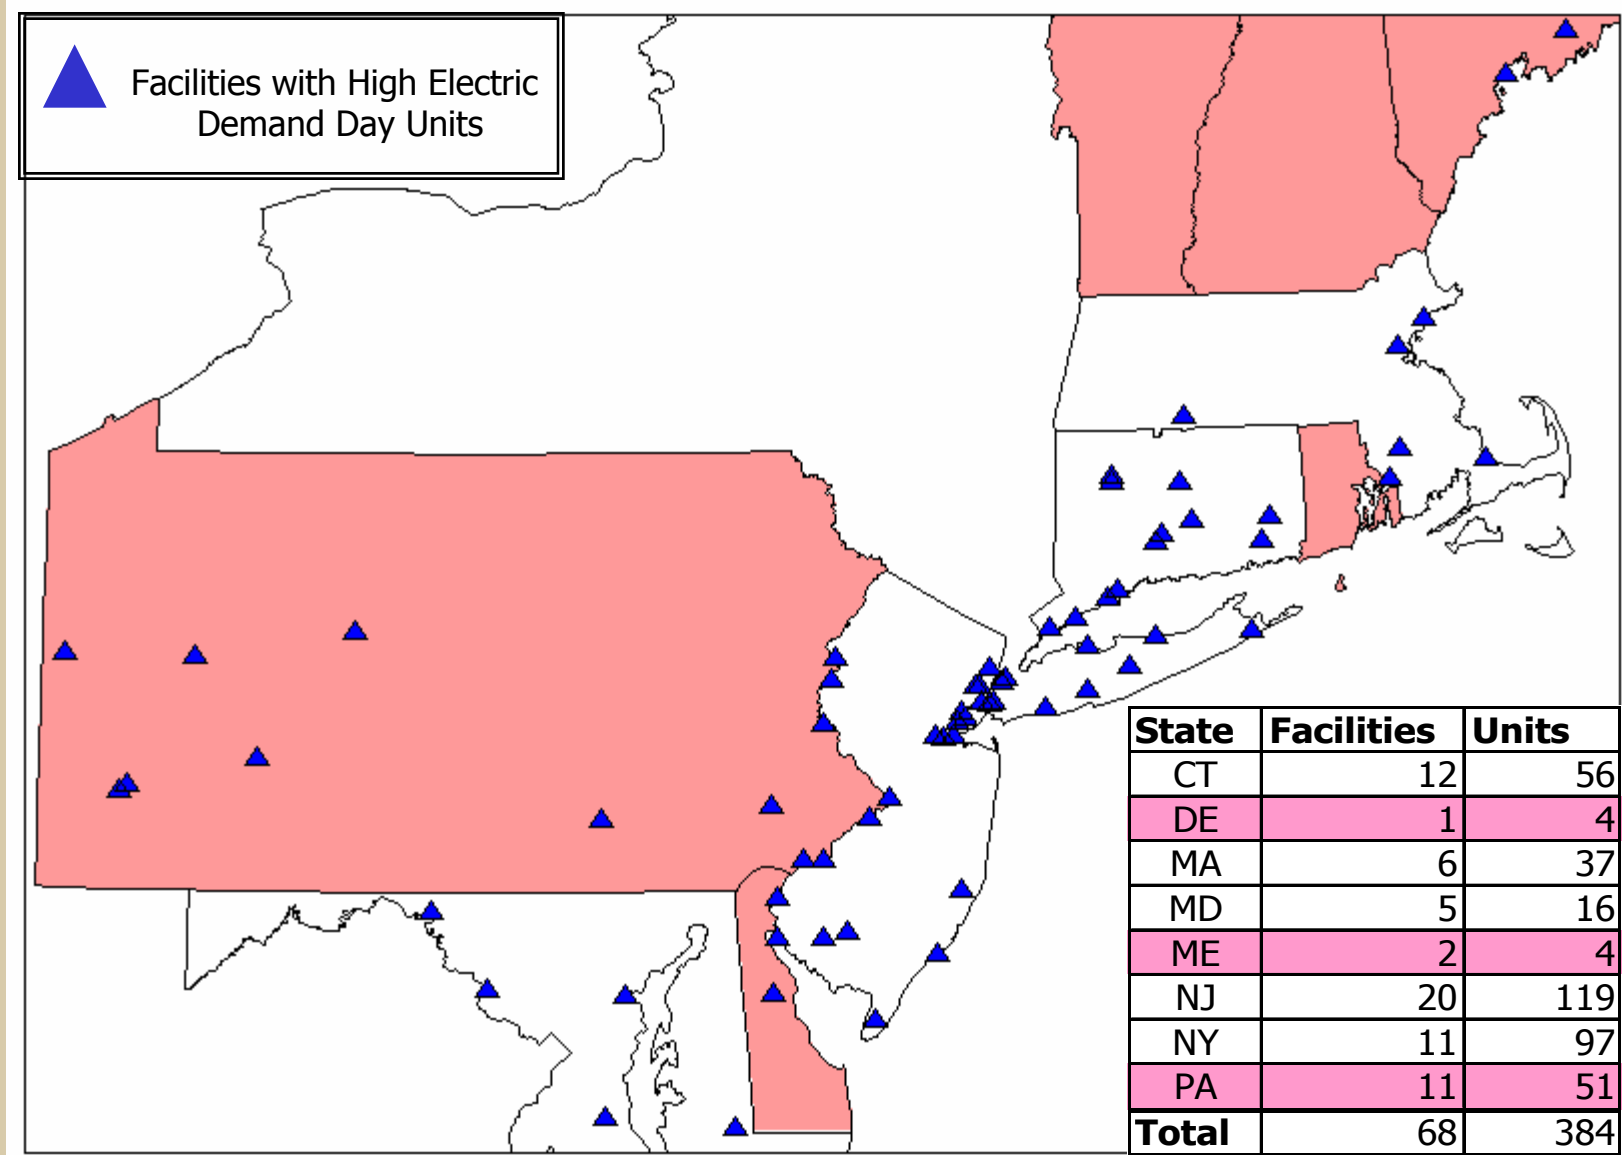 Facilities with High Electric
Demand Day Units
State Facilities Units
CT 12 56
DE 1 4
MA 6 37
MD 5 16
ME 2 4
NJ 20 119
NY 11 97
PA 11 51
Total 68 384